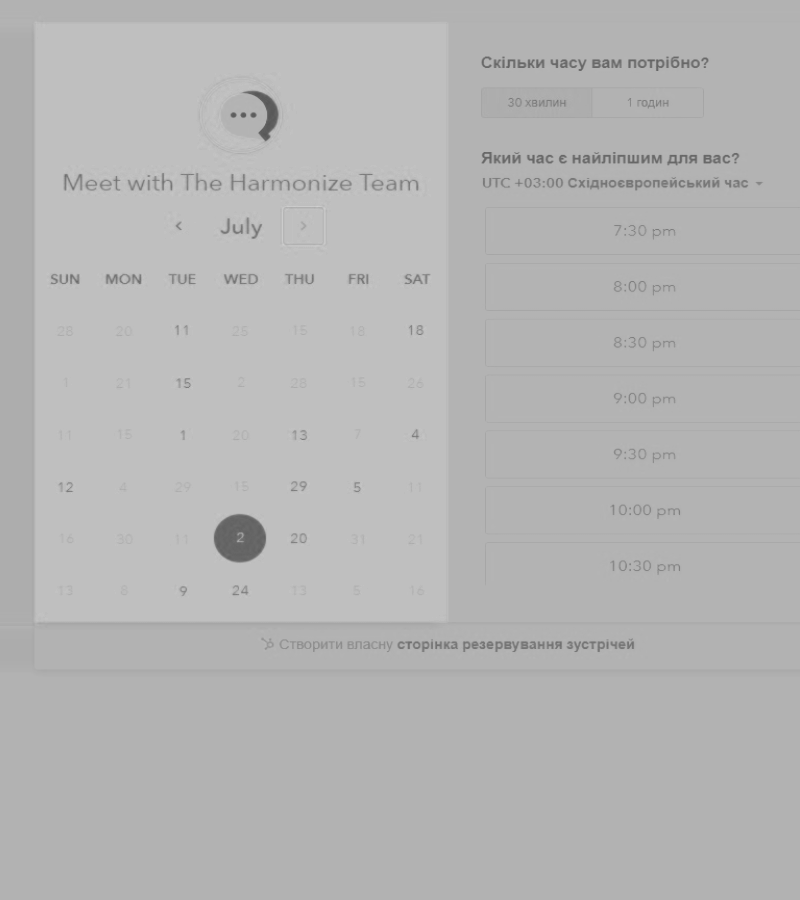 Meet with The Harmonize Team
July
SUN MON TUE WED THU FRI SAT
28 20 11 25 15 18 18
1 21 15 2 28 15 26
11 15 1 20 13 7 4
12 4 29 15 29 5 11
16 30 11 2 20 31 21
13 8 9 24 13 5 16
Скільки часу вам потрібно?
30 хвилин 1 годин
Який час є найліпшим для вас?
UTC +03:00 Східноєвропейський час
7:30 pm
8:00 pm
8:30 pm
9:00 pm
9:30 pm
10:00 pm
10:30 pm
Створити власну сторінка резервування зустрічей